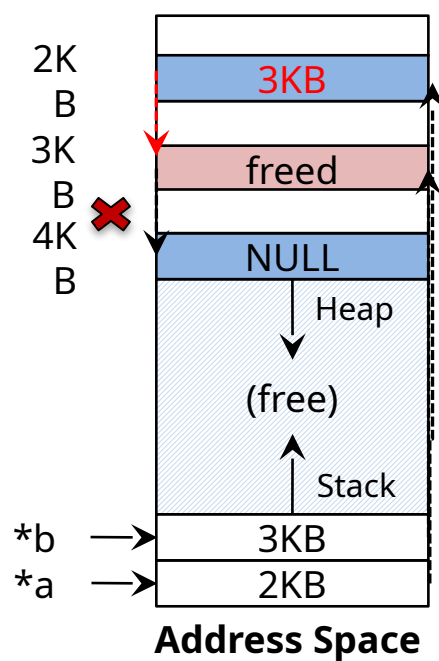 2K
B
3KB
3K
B
freed
4K
B
NULL
Heap
(free)
Stack
*b
3KB
*a
2KB
Address Space